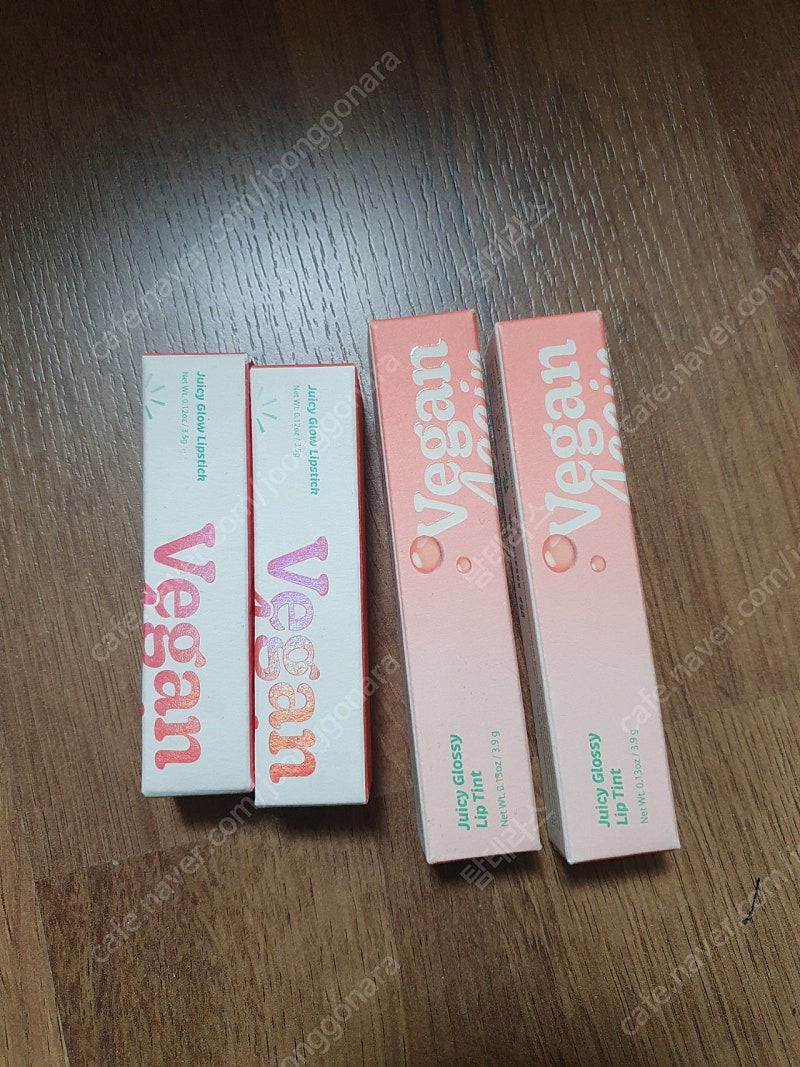 Juicy Glow Lipstick
Net Wt. 0.12oz / 3.5g
Vegan
Juicy Glow Lipstick
Net Wt. 0.12oz / 3.5g
Vegan
Vegan
Juicy Glossy
Lip Tint
Net Wt. 0.13oz / 3.9 g
Vegan
Juicy Glossy
Lip Tint
Net Wt. 0.13oz / 3.9 g
cafe.naver.com/joonggonara